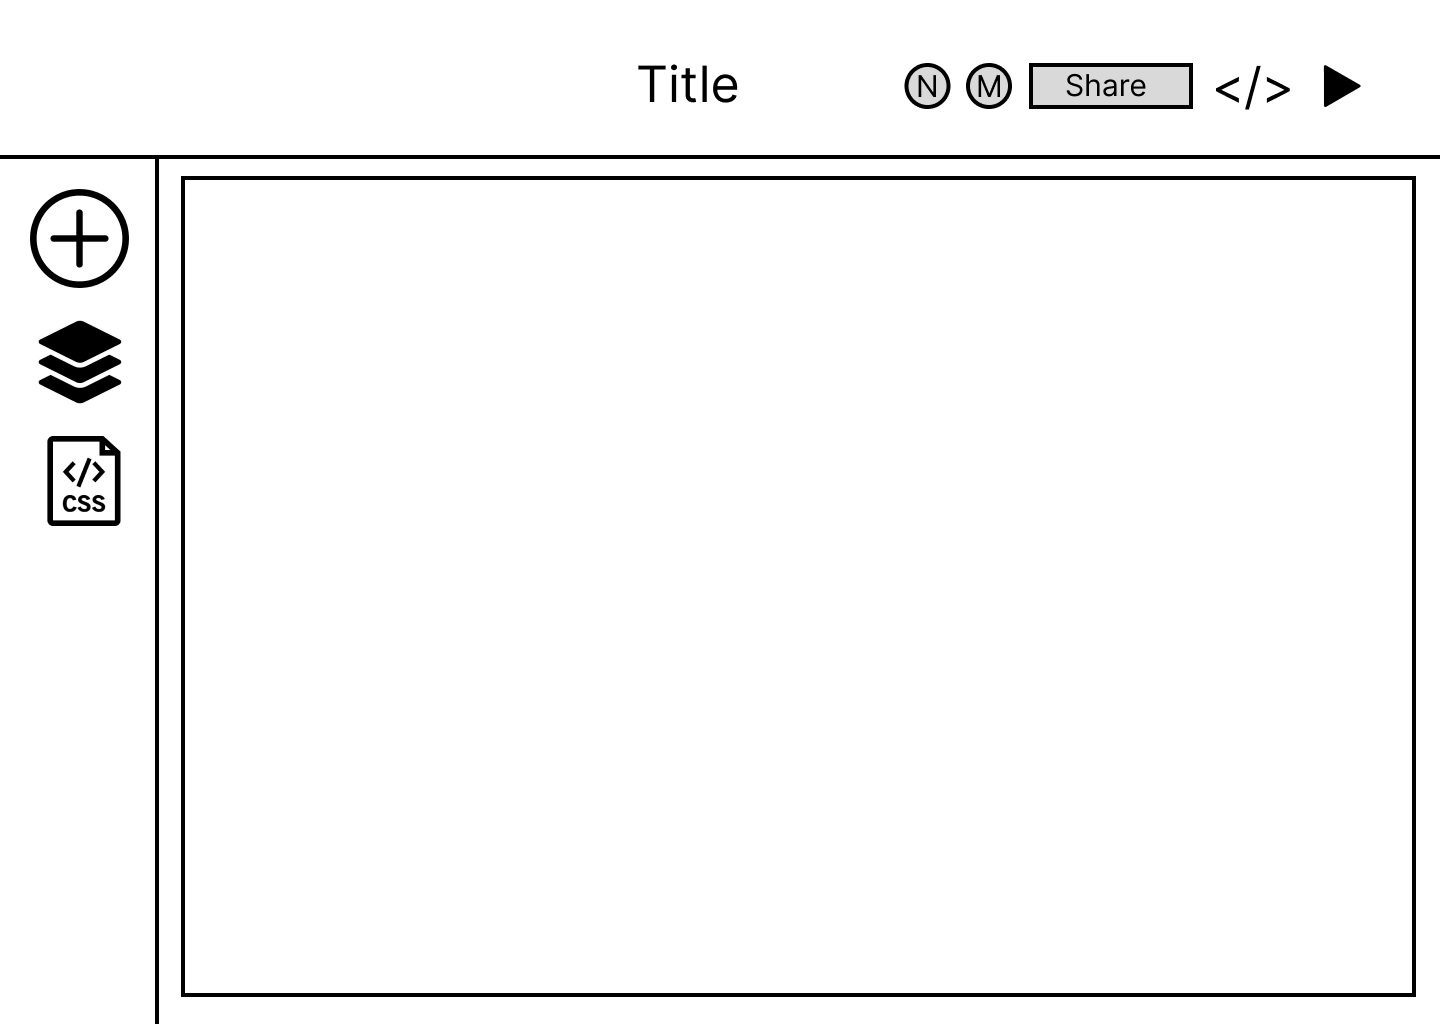 Title
N M Share </>
</>
CSS